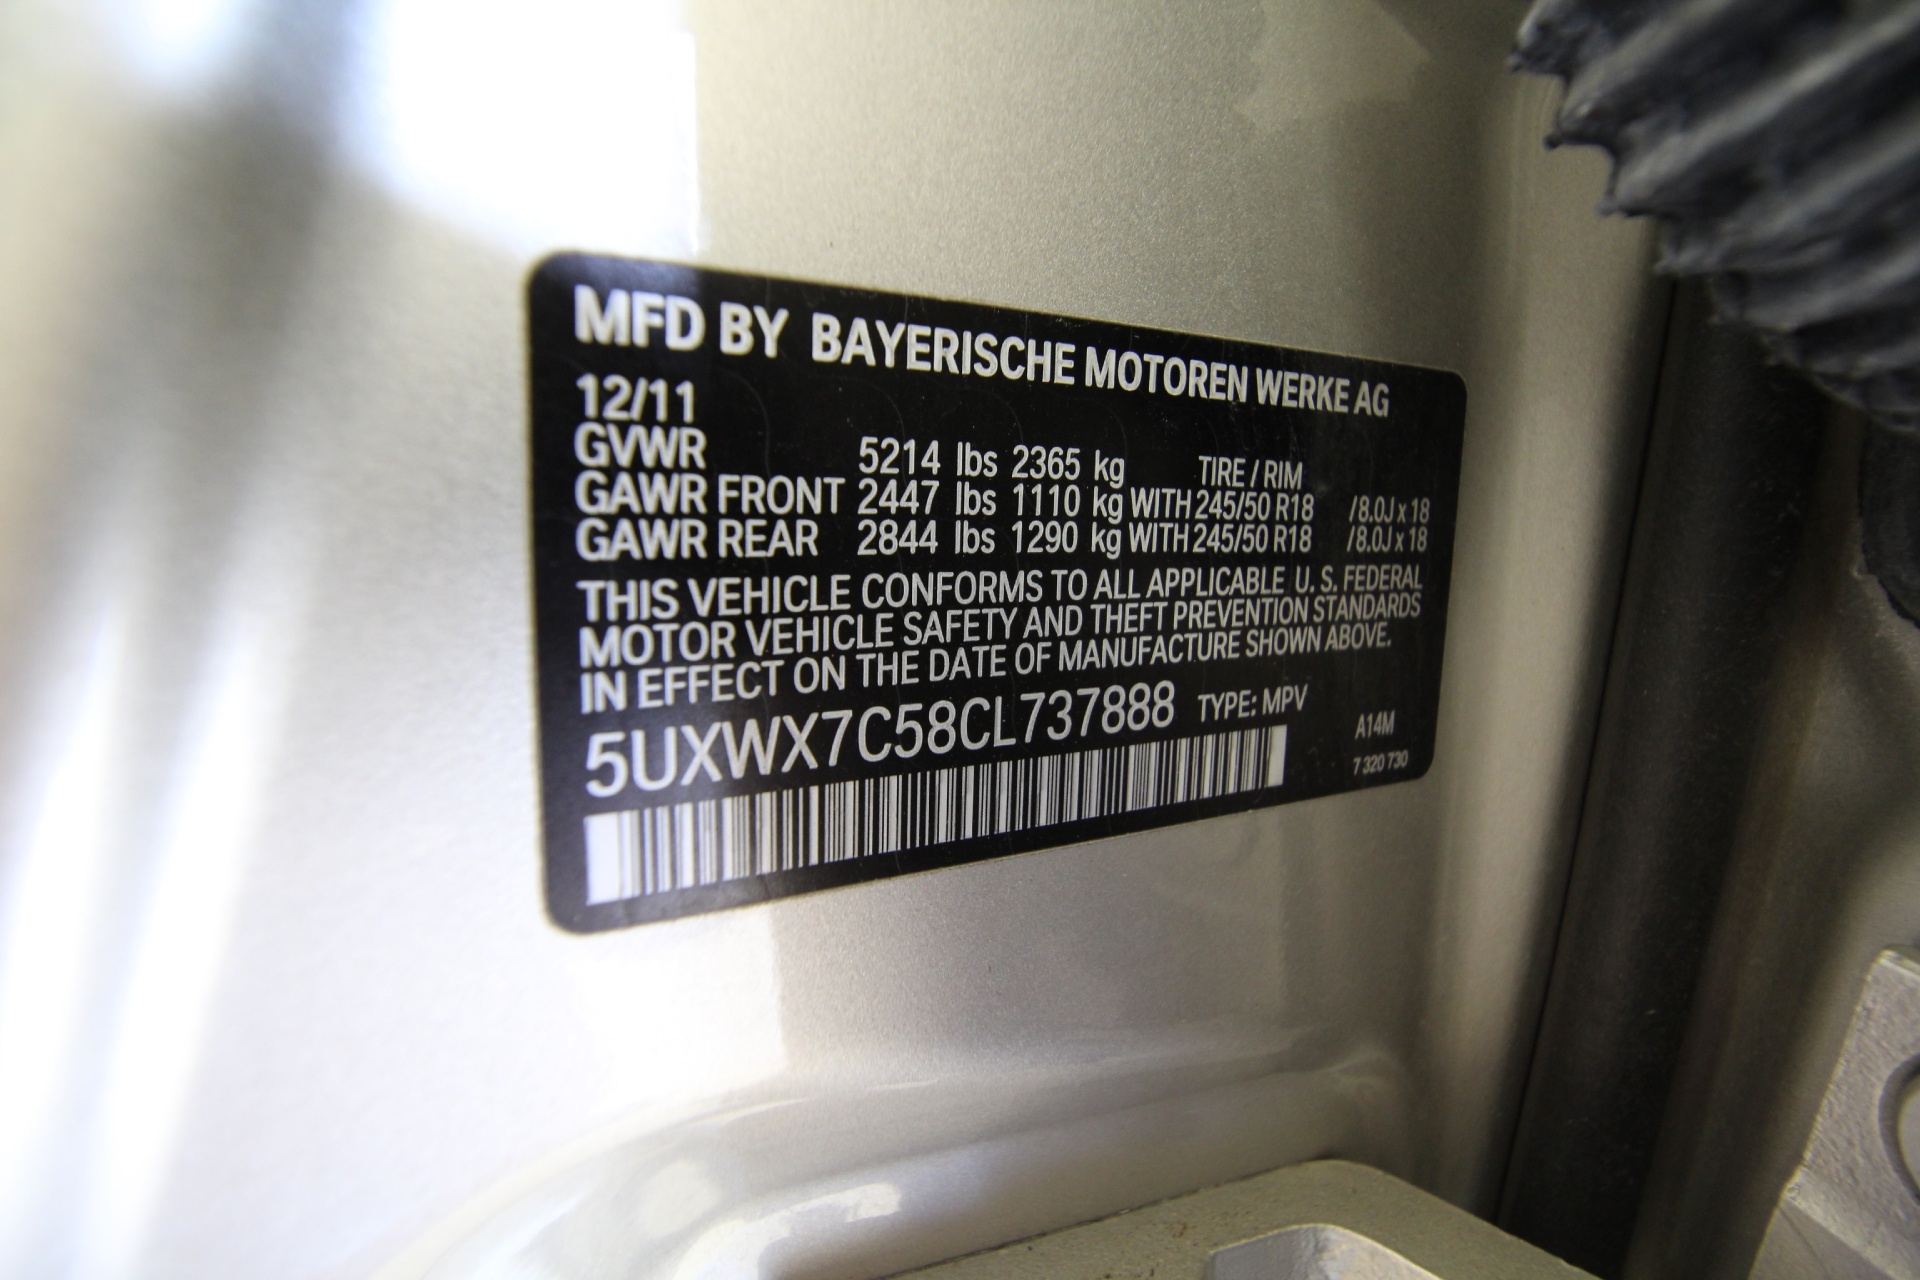 MFD BY BAYERISCHE MOTOREN WERKE AG
12/11
GVWR 5214 lbs 2365 kg TIRE / RIM
GAWR FRONT 2447 lbs 1110 kg WITH 245/50 R18 /8.0J x 18
GAWR REAR 2844 lbs 1290 kg WITH 245/50 R18 /8.0J x 18
THIS VEHICLE CONFORMS TO ALL APPLICABLE U. S. FEDERAL
MOTOR VEHICLE SAFETY AND THEFT PREVENTION STANDARDS
IN EFFECT ON THE DATE OF MANUFACTURE SHOWN ABOVE.
5UXWX7C58CL737888 TYPE: MPV
A14M
7 320 730